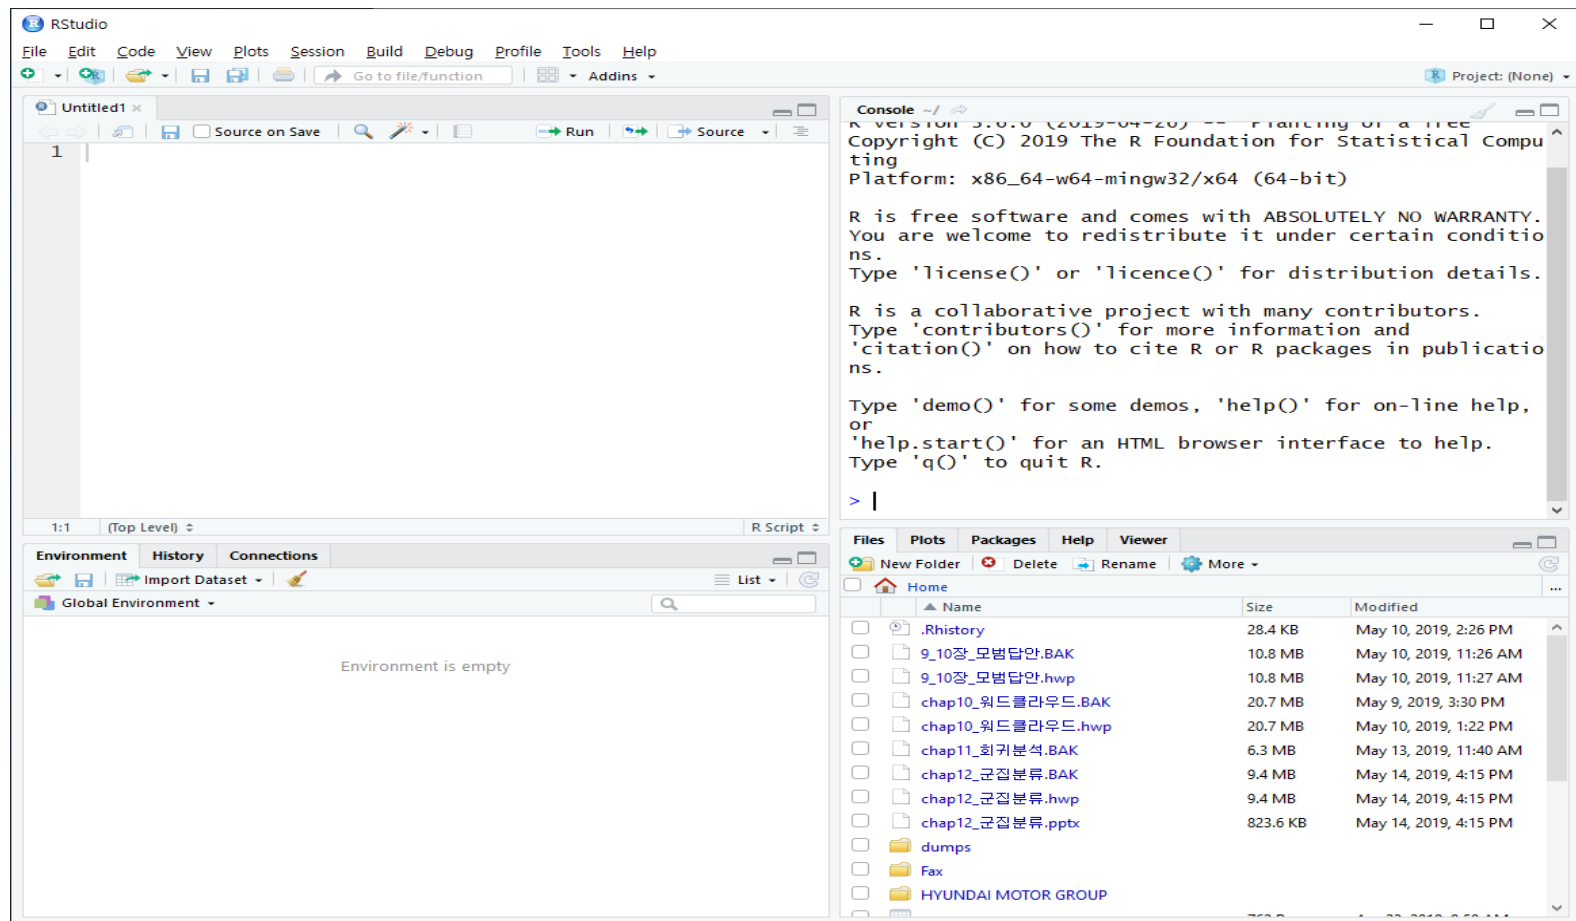 RStudio
File Edit Code View Plots Session Build Debug Profile Tools Help
Go to file/function Addins Project: (None)
Untitled1
Source on Save Run Source
1
1:1 (Top Level) R Script
Console ~/
R version 3.6.0 (2019-04-26) -- "Planting of a Tree"
Copyright (C) 2019 The R Foundation for Statistical Compu
ting
Platform: x86_64-w64-mingw32/x64 (64-bit)
R is free software and comes with ABSOLUTELY NO WARRANTY.
You are welcome to redistribute it under certain conditio
ns.
Type 'license()' or 'licence()' for distribution details.
R is a collaborative project with many contributors.
Type 'contributors()' for more information and
'citation()' on how to cite R or R packages in publicatio
ns.
Type 'demo()' for some demos, 'help()' for on-line help,
or
'help.start()' for an HTML browser interface to help.
Type 'q()' to quit R.
>
Environment History Connections
Import Dataset List
Global Environment
Environment is empty
Files Plots Packages Help Viewer
New Folder Delete Rename More
Home ...
Name Size Modified
.Rhistory 28.4 KB May 10, 2019, 2:26 PM
9_10장_모범답안.BAK 10.8 MB May 10, 2019, 11:26 AM
9_10장_모범답안.hwp 10.8 MB May 10, 2019, 11:27 AM
chap10_워드클라우드.BAK 20.7 MB May 9, 2019, 3:30 PM
chap10_워드클라우드.hwp 20.7 MB May 10, 2019, 1:22 PM
chap11_회귀분석.BAK 6.3 MB May 13, 2019, 11:40 AM
chap12_군집분류.BAK 9.4 MB May 14, 2019, 4:15 PM
chap12_군집분류.hwp 9.4 MB May 14, 2019, 4:15 PM
chap12_군집분류.pptx 823.6 KB May 14, 2019, 4:15 PM
dumps
Fax
HYUNDAI MOTOR GROUP